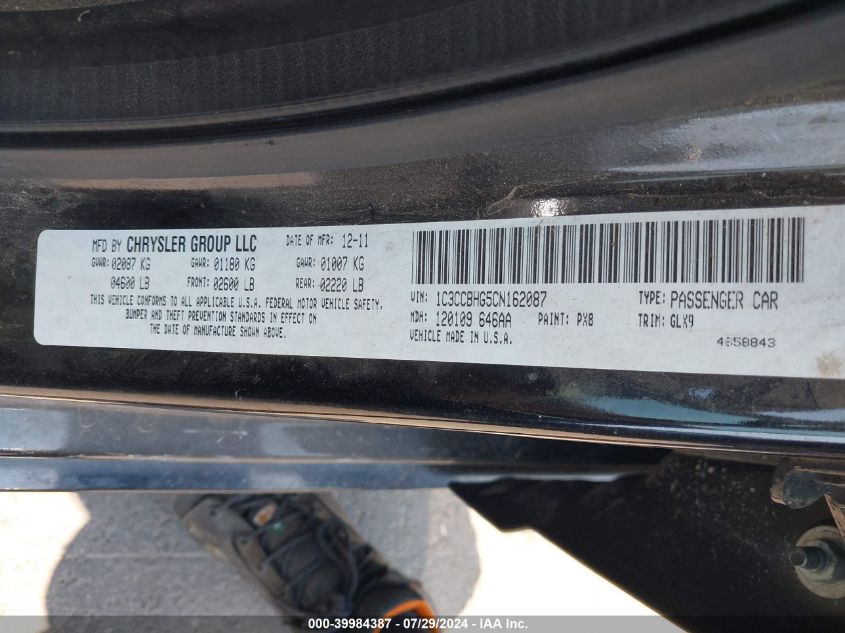 MFD BY CHRYSLER GROUP LLC DATE OF MFR: 12-11
GVWR: 02087 KG GAWR: 01180 KG GAWR: 01007 KG
04600 LB FRONT: 02600 LB REAR: 02220 LB
THIS VEHICLE CONFORMS TO ALL APPLICABLE U.S.A. FEDERAL MOTOR VEHICLE SAFETY,
BUMPER AND THEFT PREVENTION STANDARDS IN EFFECT ON
THE DATE OF MANUFACTURE SHOWN ABOVE.
VIN: 1C3CCBHG5CN162087 TYPE: PASSENGER CAR
MDH: 120109 646AA PAINT: PX8 TRIM: GLX9
VEHICLE MADE IN U.S.A. 4658843
000-39984387 - 07/29/2024 - IAA Inc.